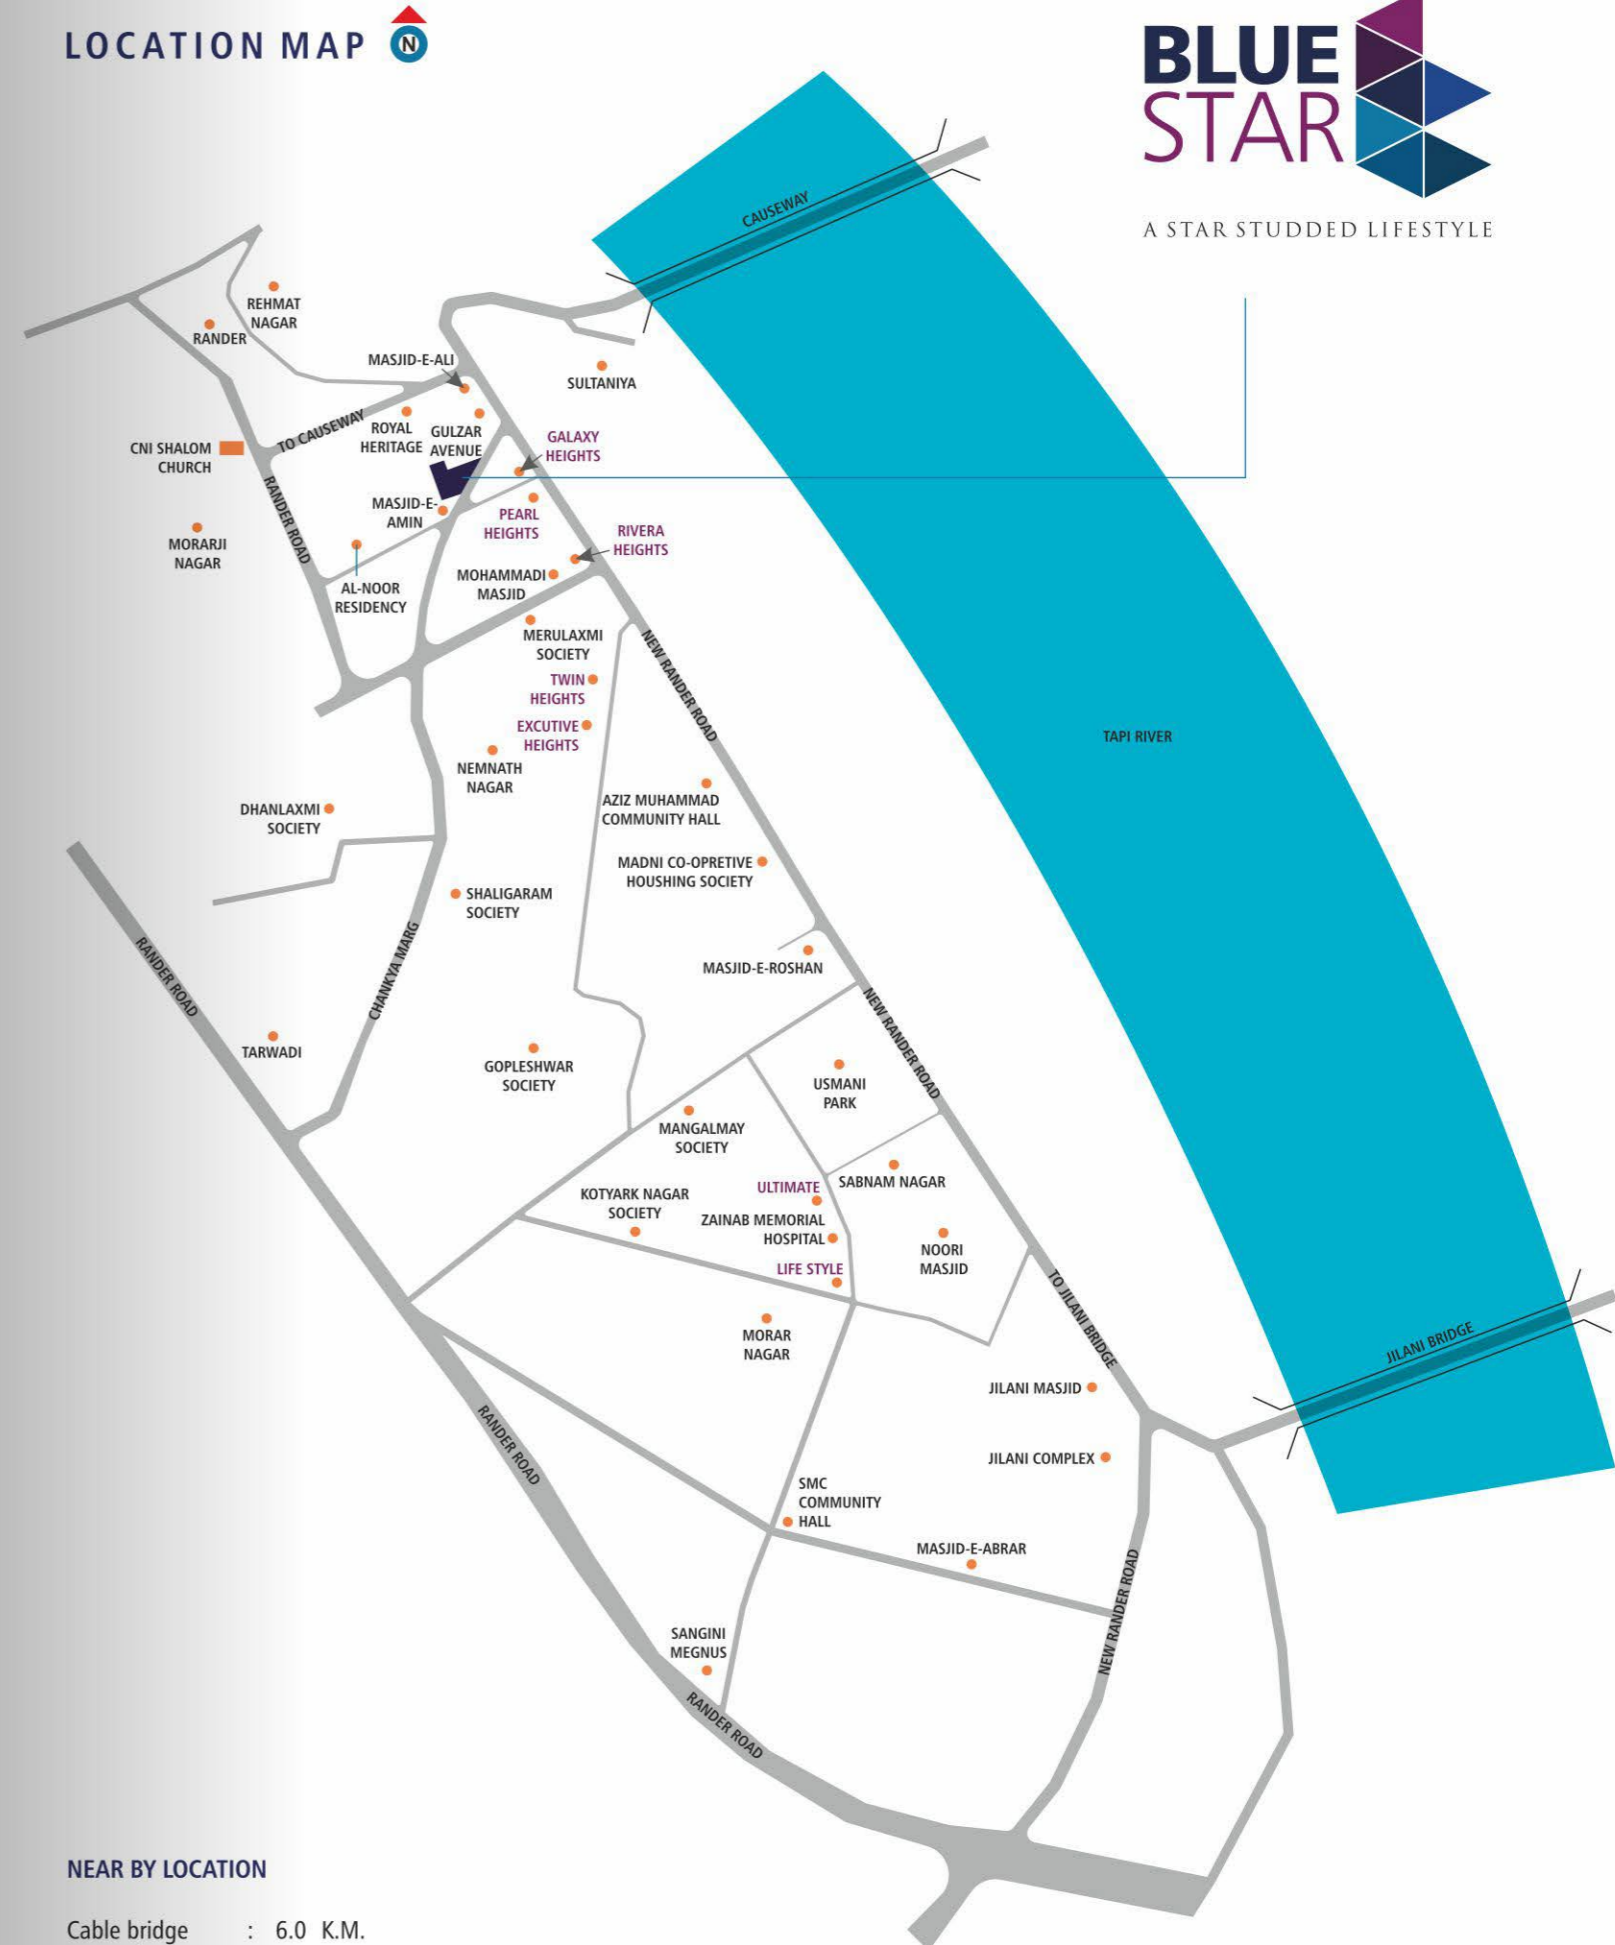 LOCATION MAP
N
BLUE
STAR
A STAR STUDDED LIFESTYLE
CAUSEWAY
REHMAT
NAGAR
RANDER
MASJID-E-ALI
SULTANIYA
TO CAUSEWAY
ROYAL
HERITAGE
GULZAR
AVENUE
GALAXY
HEIGHTS
CNI SHALOM
CHURCH
RANDER ROAD
MASJID-E-
AMIN
PEARL
HEIGHTS
RIVERA
HEIGHTS
MORARJI
NAGAR
AL-NOOR
RESIDENCY
MOHAMMADI
MASJID
MERULAXMI
SOCIETY
NEW RANDER ROAD
TWIN
HEIGHTS
EXCUTIVE
HEIGHTS
TAPI RIVER
NEMNATH
NAGAR
DHANLAXMI
SOCIETY
AZIZ MUHAMMAD
COMMUNITY HALL
MADNI CO-OPRETIVE
HOUSHING SOCIETY
SHALIGARAM
SOCIETY
CHANKYA MARG
RANDER ROAD
MASJID-E-ROSHAN
NEW RANDER ROAD
TARWADI
GOPLESHWAR
SOCIETY
USMANI
PARK
MANGALMAY
SOCIETY
SABNAM NAGAR
ULTIMATE
KOTYARK NAGAR
SOCIETY
ZAINAB MEMORIAL
HOSPITAL
NOORI
MASJID
LIFE STYLE
TO JILANI BRIDGE
MORAR
NAGAR
JILANI BRIDGE
JILANI MASJID
RANDER ROAD
JILANI COMPLEX
SMC
COMMUNITY
HALL
MASJID-E-ABRAR
NEW RANDER ROAD
SANGINI
MEGNUS
RANDER ROAD
NEAR BY LOCATION
Cable bridge : 6.0 K.M.